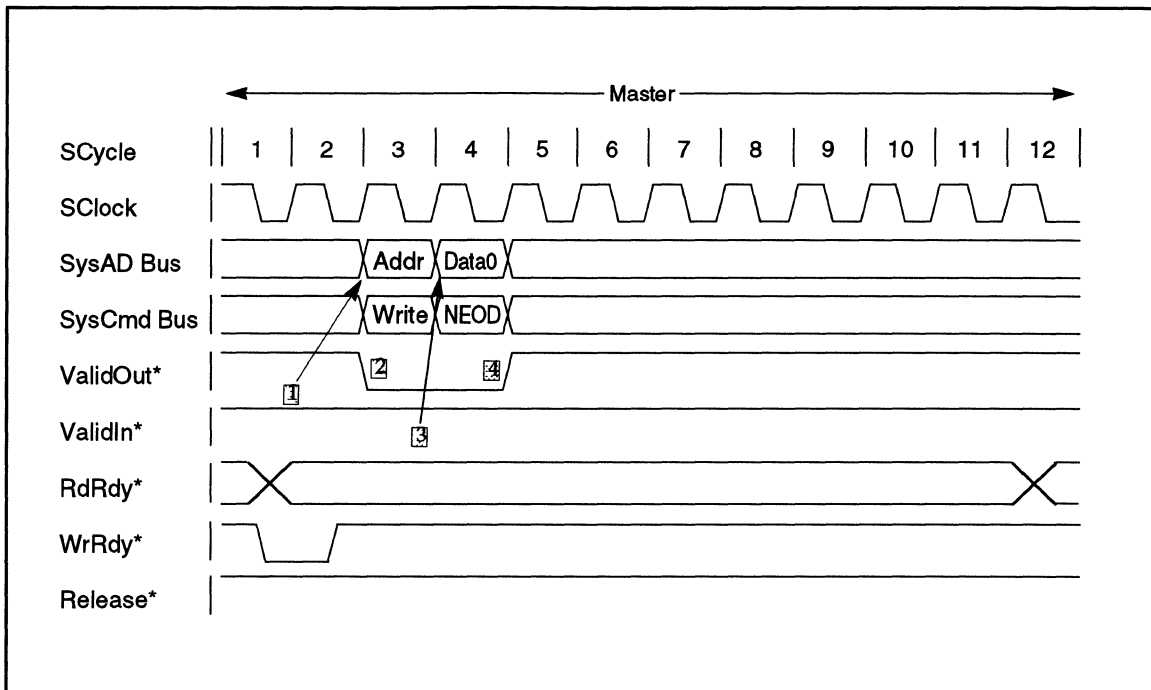 Master
SCycle 1 2 3 4 5 6 7 8 9 10 11 12
SClock
SysAD Bus Addr Data0
SysCmd Bus Write NEOD
ValidOut* 2 4
1
ValidIn* 3
RdRdy*
WrRdy*
Release*